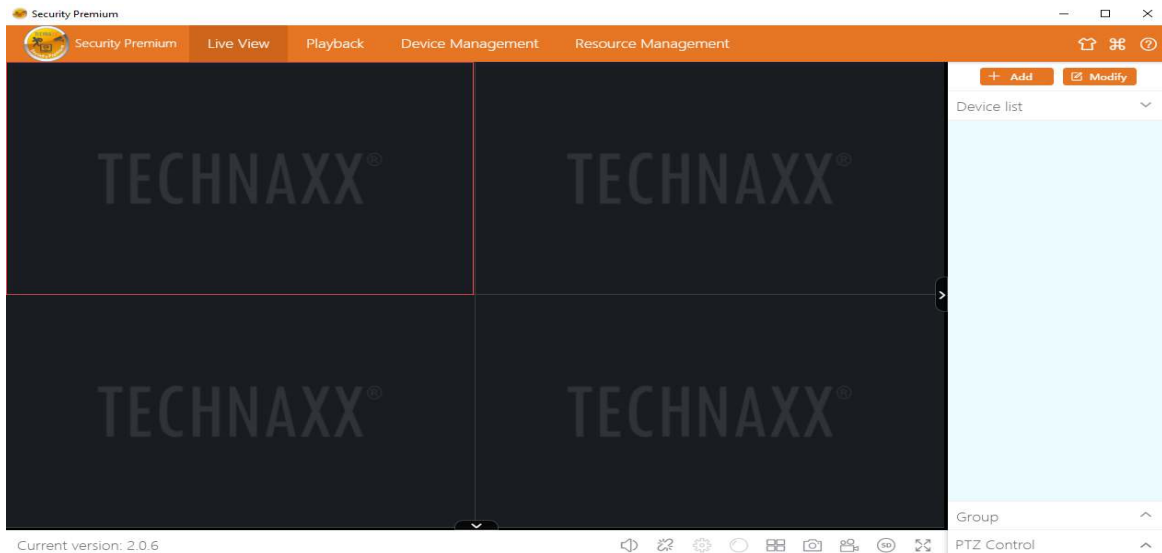 Security Premium
Security Premium Live View Playback Device Management Resource Management
+ Add Modify
Device list
TECHNAXX® TECHNAXX®
TECHNAXX® TECHNAXX®
Group
Current version: 2.0.6 SD PTZ Control